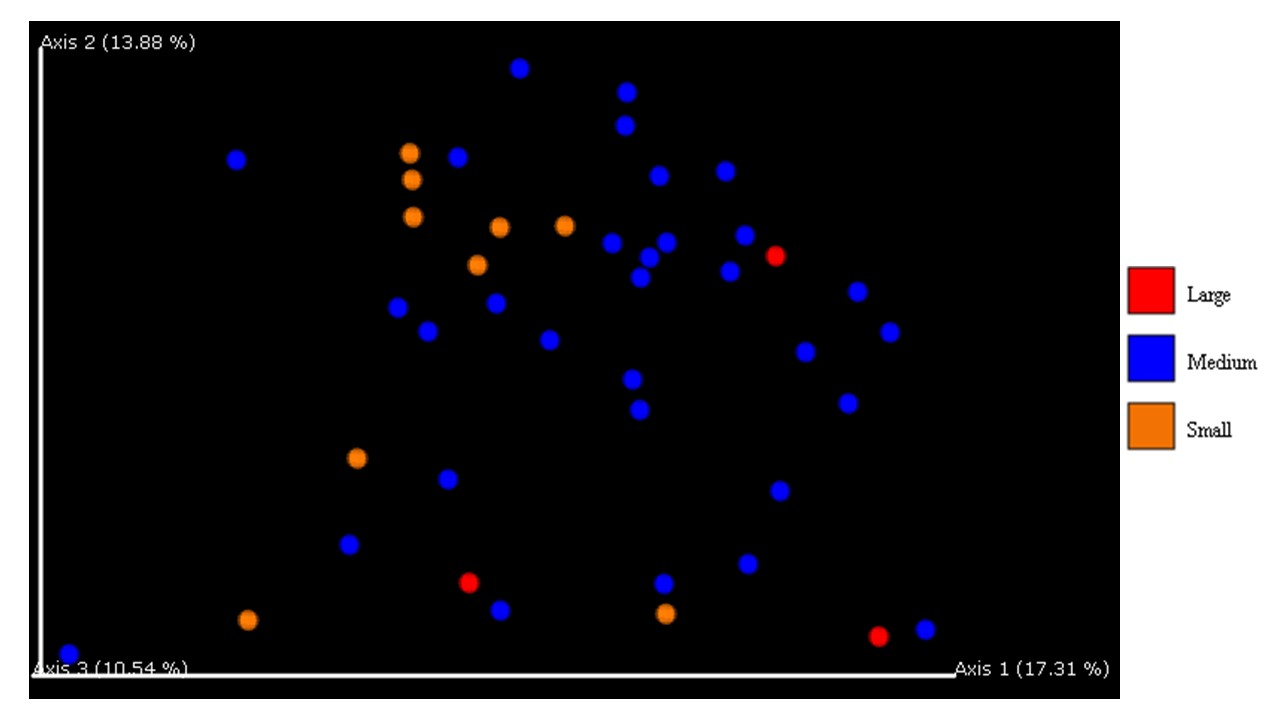 Axis 2 (13.88 %)
Large
Medium
Small
Axis 3 (10.54 %)
Axis 1 (17.31 %)